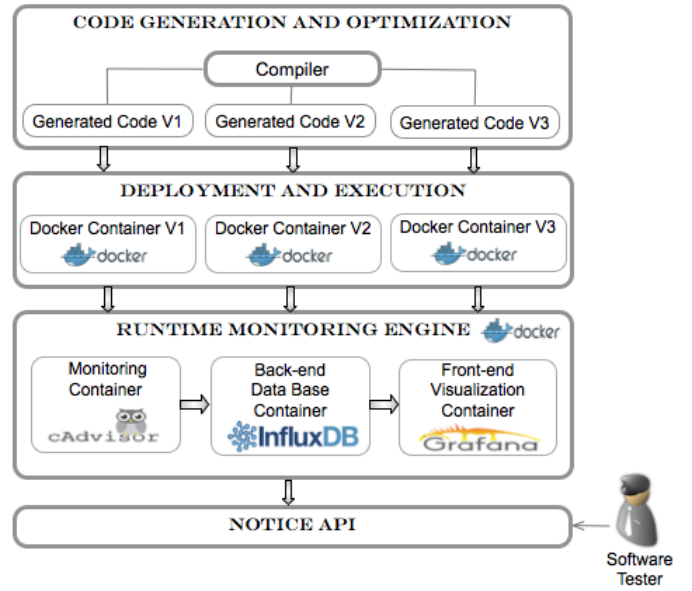 CODE GENERATION AND OPTIMIZATION
Compiler
Generated Code V1
Generated Code V2
Generated Code V3
DEPLOYMENT AND EXECUTION
Docker Container V1
docker
Docker Container V2
docker
Docker Container V3
docker
RUNTIME MONITORING ENGINE
docker
Monitoring
Container
cAdvisor
Back-end
Data Base
Container
InfluxDB
Front-end
Visualization
Container
Grafana
NOTICE API
Software
Tester